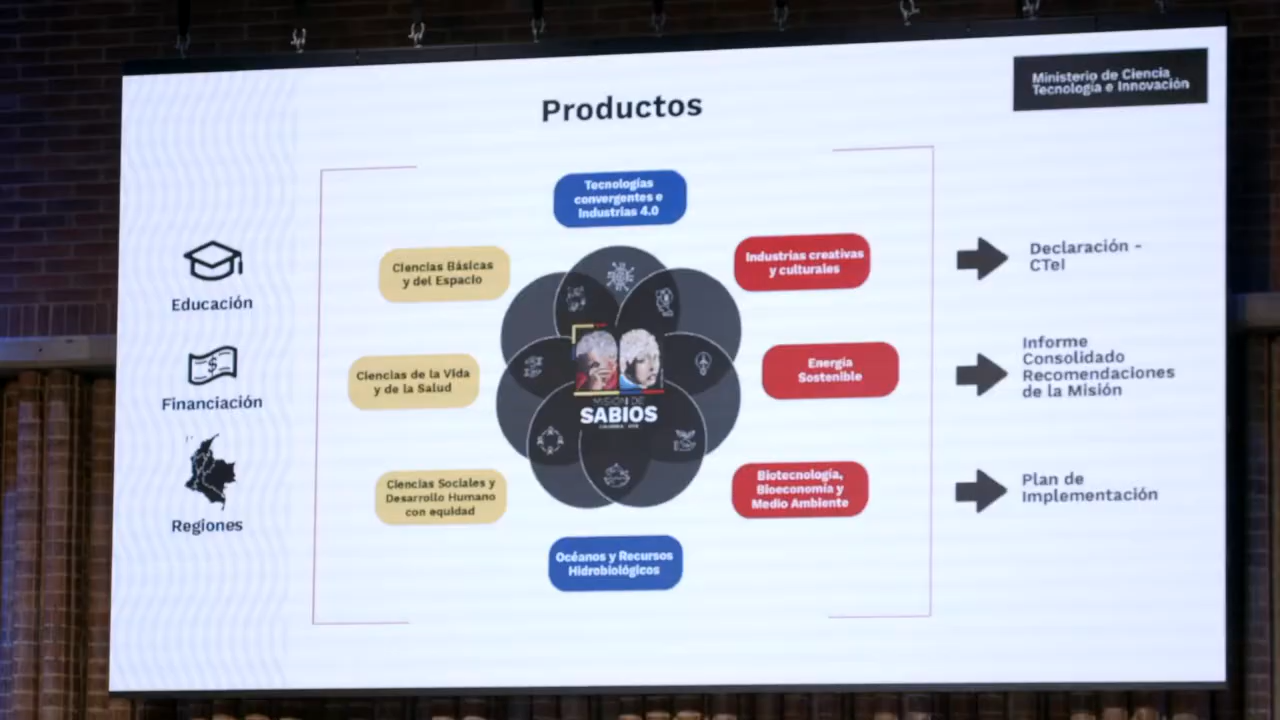 Ministerio de Ciencia
Tecnología e Innovación
Productos
Educación
Financiación
Regiones
Tecnologías
convergentes e
Industrias 4.0
Ciencias Básicas
y del Espacio
Industrias creativas
y culturales
Ciencias de la Vida
y de la Salud
Energía
Sostenible
Ciencias Sociales y
Desarrollo Humano
con equidad
Biotecnología,
Bioeconomía y
Medio Ambiente
Océanos y Recursos
Hidrobiológicos
MISIÓN DE
SABIOS
Declaración -
CTeI
Informe
Consolidado
Recomendaciones
de la Misión
Plan de
Implementación